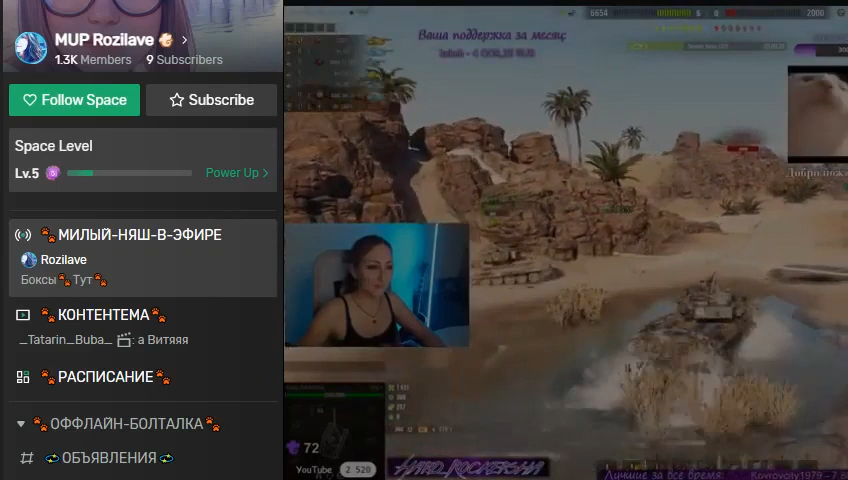 МUP Rozilave
1.3K Members 9 Subscribers
Follow Space
Subscribe
Space Level
Lv.5
Power Up
МИЛЫЙ-НЯШ-В-ЭФИРЕ
Rozilave
Боксы Тут
КОНТЕНТЕМА
_Tatarin_Buba_ : а Витяяя
РАСПИСАНИЕ
ОФФЛАЙН-БОЛТАЛКА
ОБЪЯВЛЕНИЯ
6654
2000
Ваша поддержка за месяц:
72
YouTube 2 520
Лучшие за все время:
Kovrovoty1979